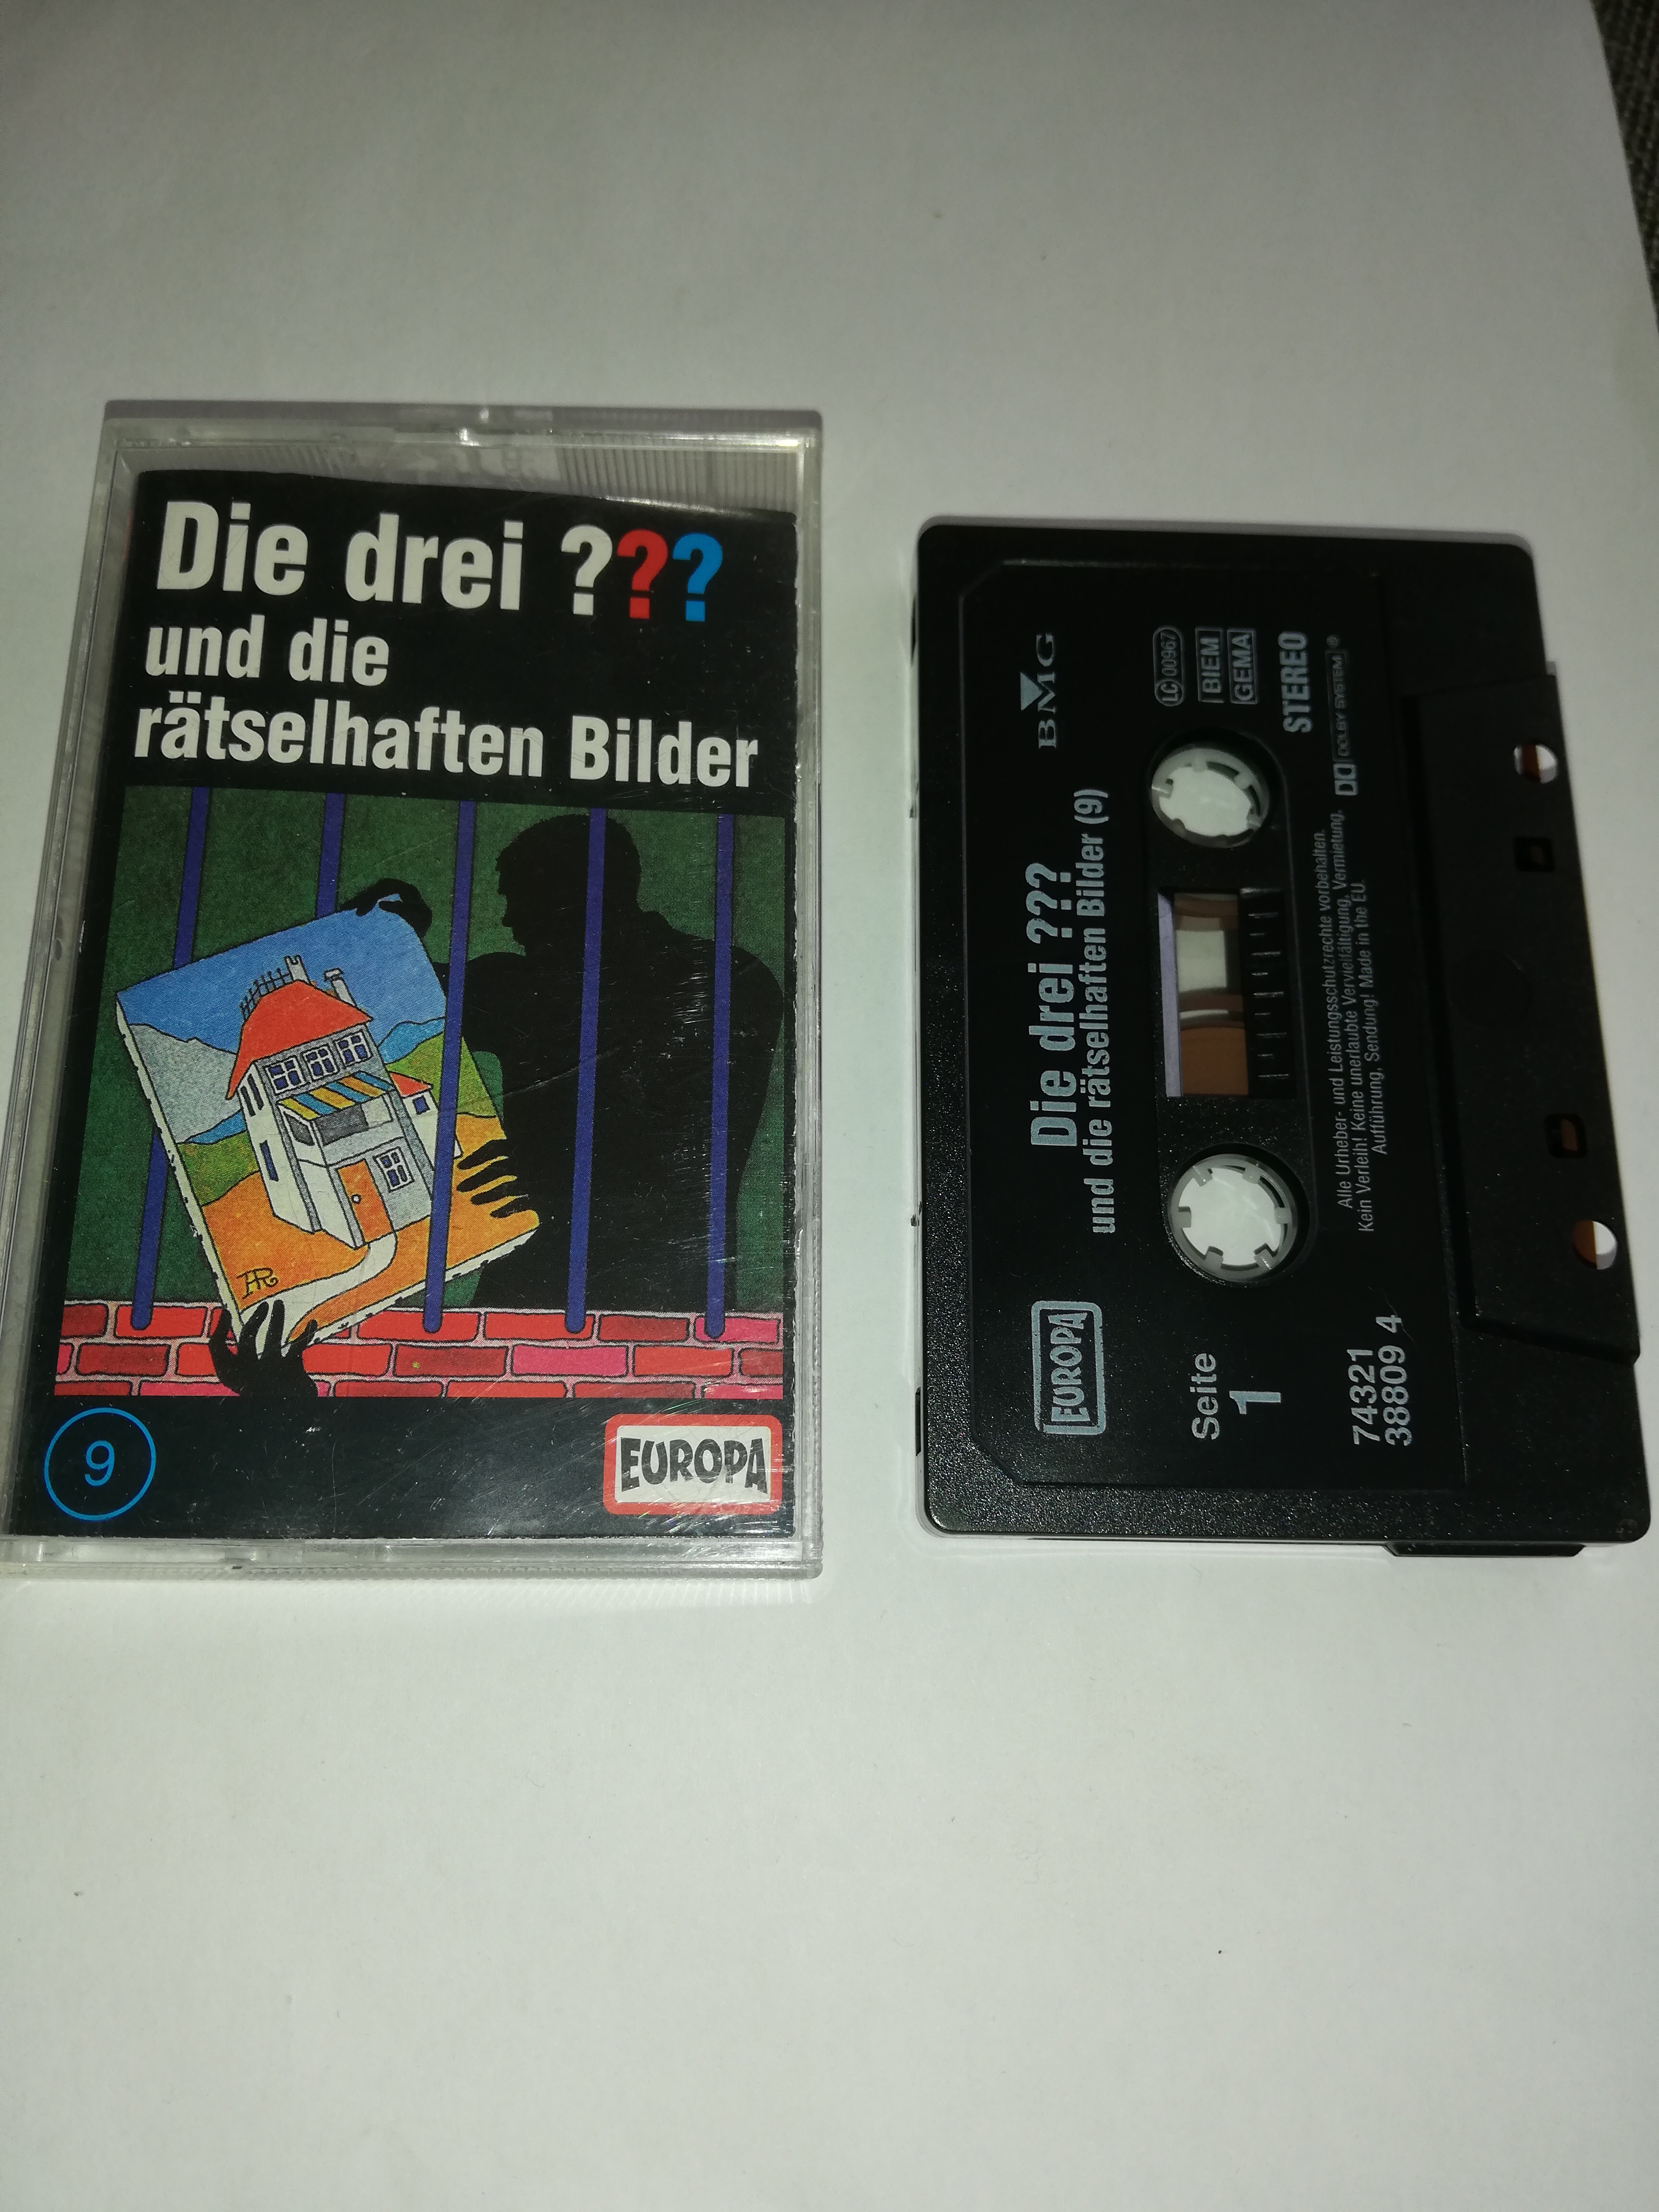 Die drei ???
und die
rätselhaften Bilder
HR
9
EUROPA
BMG
Die drei ???
und die rätselhaften Bilder (9)
EUROPA
LC 00967
BIEM
GEMA
STEREO
DOLBY SYSTEM ®
Seite
1
Alle Urheber- und Leistungsschutzrechte vorbehalten.
Kein Verleih! Keine unerlaubte Vervielfältigung, Vermietung,
Aufführung, Sendung! Made in the EU.
74321
38809 4